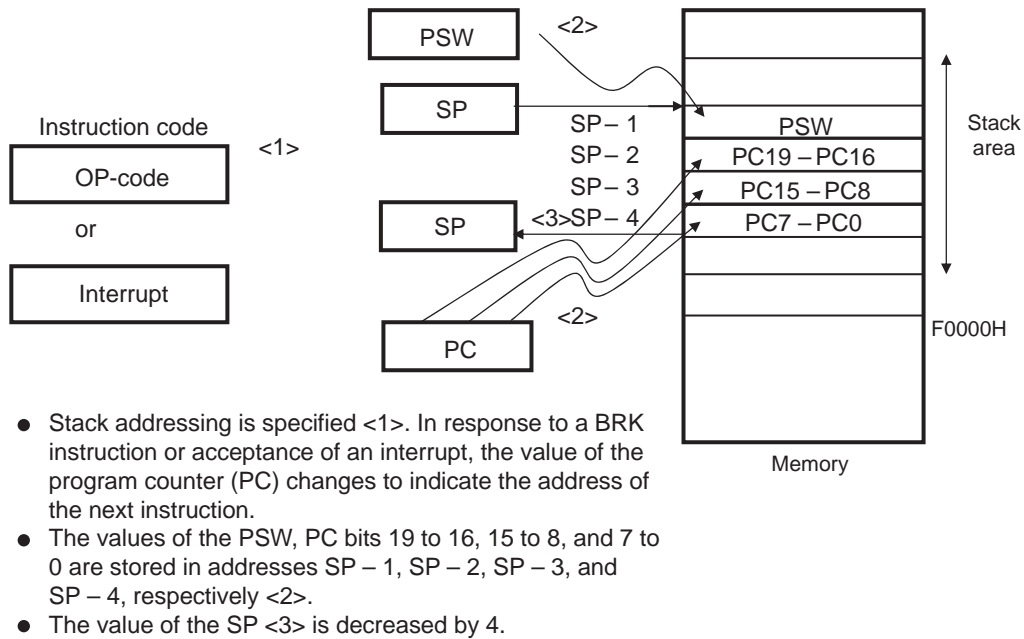 PSW
<2>
SP
Instruction code
<1>
SP – 1
PSW
Stack
area
OP-code
SP – 2
PC19 – PC16
SP – 3
PC15 – PC8
or
SP
<3>
SP – 4
PC7 – PC0
Interrupt
<2>
F0000H
PC
Memory
● Stack addressing is specified <1>. In response to a BRK
instruction or acceptance of an interrupt, the value of the
program counter (PC) changes to indicate the address of
the next instruction.
● The values of the PSW, PC bits 19 to 16, 15 to 8, and 7 to
0 are stored in addresses SP – 1, SP – 2, SP – 3, and
SP – 4, respectively <2>.
● The value of the SP <3> is decreased by 4.